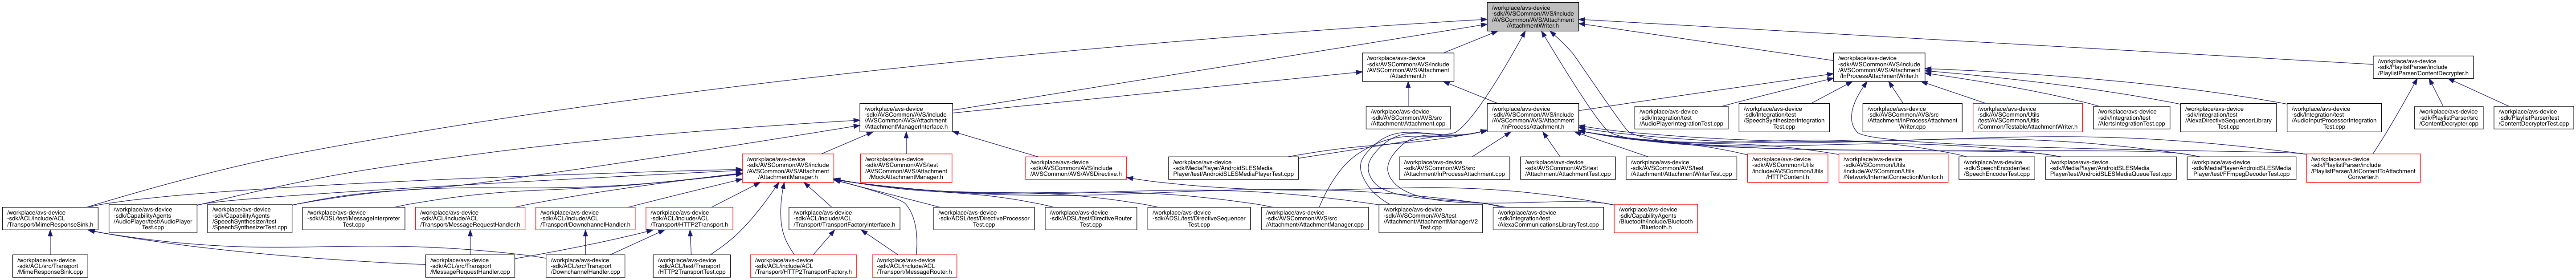 /workplace/avs-device
-sdk/AVSCommon/AVS/include
/AVSCommon/AVS/Attachment
/AttachmentWriter.h
/workplace/avs-device
-sdk/AVSCommon/AVS/include
/AVSCommon/AVS/Attachment
/Attachment.h
/workplace/avs-device
-sdk/AVSCommon/AVS/include
/AVSCommon/AVS/Attachment
/InProcessAttachmentWriter.h
/workplace/avs-device
-sdk/PlaylistParser/include
/PlaylistParser/ContentDecrypter.h
/workplace/avs-device
-sdk/AVSCommon/AVS/include
/AVSCommon/AVS/Attachment
/AttachmentManagerInterface.h
/workplace/avs-device
-sdk/AVSCommon/AVS/src
/Attachment/Attachment.cpp
/workplace/avs-device
-sdk/AVSCommon/AVS/include
/AVSCommon/AVS/Attachment
/InProcessAttachment.h
/workplace/avs-device
-sdk/Integration/test
/AudioPlayerIntegrationTest.cpp
/workplace/avs-device
-sdk/Integration/test
/SpeechSynthesizerIntegration
Test.cpp
/workplace/avs-device
-sdk/AVSCommon/AVS/src
/Attachment/InProcessAttachment
Writer.cpp
/workplace/avs-device
-sdk/AVSCommon/Utils
/test/AVSCommon/Utils
/Common/TestableAttachmentWriter.h
/workplace/avs-device
-sdk/Integration/test
/AlertsIntegrationTest.cpp
/workplace/avs-device
-sdk/Integration/test
/AlexaDirectiveSequencerLibrary
Test.cpp
/workplace/avs-device
-sdk/Integration/test
/AudioInputProcessorIntegration
Test.cpp
/workplace/avs-device
-sdk/PlaylistParser/src
/ContentDecrypter.cpp
/workplace/avs-device
-sdk/PlaylistParser/test
/ContentDecrypterTest.cpp
/workplace/avs-device
-sdk/AVSCommon/AVS/include
/AVSCommon/AVS/Attachment
/AttachmentManager.h
/workplace/avs-device
-sdk/AVSCommon/AVS/test
/AVSCommon/AVS/Attachment
/MockAttachmentManager.h
/workplace/avs-device
-sdk/AVSCommon/AVS/include
/AVSCommon/AVS/AVSDirective.h
/workplace/avs-device
-sdk/MediaPlayer/AndroidSLESMedia
Player/test/AndroidSLESMediaPlayerTest.cpp
/workplace/avs-device
-sdk/AVSCommon/AVS/src
/Attachment/InProcessAttachment.cpp
/workplace/avs-device
-sdk/AVSCommon/AVS/test
/Attachment/AttachmentTest.cpp
/workplace/avs-device
-sdk/AVSCommon/AVS/test
/Attachment/AttachmentWriterTest.cpp
/workplace/avs-device
-sdk/AVSCommon/Utils
/include/AVSCommon/Utils
/HTTPContent.h
/workplace/avs-device
-sdk/AVSCommon/Utils
/include/AVSCommon/Utils
/Network/InternetConnectionMonitor.h
/workplace/avs-device
-sdk/SpeechEncoder/test
/SpeechEncoderTest.cpp
/workplace/avs-device
-sdk/MediaPlayer/AndroidSLESMedia
Player/test/AndroidSLESMediaQueueTest.cpp
/workplace/avs-device
-sdk/MediaPlayer/AndroidSLESMedia
Player/test/FFmpegDecoderTest.cpp
/workplace/avs-device
-sdk/PlaylistParser/include
/PlaylistParser/UrlContentToAttachment
Converter.h
/workplace/avs-device
-sdk/ACL/include/ACL
/Transport/MimeResponseSink.h
/workplace/avs-device
-sdk/CapabilityAgents
/AudioPlayer/test/AudioPlayer
Test.cpp
/workplace/avs-device
-sdk/CapabilityAgents
/SpeechSynthesizer/test
/SpeechSynthesizerTest.cpp
/workplace/avs-device
-sdk/ADSL/test/MessageInterpreter
Test.cpp
/workplace/avs-device
-sdk/ACL/include/ACL
/Transport/MessageRequestHandler.h
/workplace/avs-device
-sdk/ACL/include/ACL
/Transport/DownchannelHandler.h
/workplace/avs-device
-sdk/ACL/include/ACL
/Transport/HTTP2Transport.h
/workplace/avs-device
-sdk/ACL/include/ACL
/Transport/TransportFactoryInterface.h
/workplace/avs-device
-sdk/ADSL/test/DirectiveProcessor
Test.cpp
/workplace/avs-device
-sdk/ADSL/test/DirectiveRouter
Test.cpp
/workplace/avs-device
-sdk/ADSL/test/DirectiveSequencer
Test.cpp
/workplace/avs-device
-sdk/AVSCommon/AVS/src
/Attachment/AttachmentManager.cpp
/workplace/avs-device
-sdk/AVSCommon/AVS/test
/Attachment/AttachmentManagerV2
Test.cpp
/workplace/avs-device
-sdk/Integration/test
/AlexaCommunicationsLibraryTest.cpp
/workplace/avs-device
-sdk/CapabilityAgents
/Bluetooth/include/Bluetooth
/Bluetooth.h
/workplace/avs-device
-sdk/ACL/src/Transport
/MimeResponseSink.cpp
/workplace/avs-device
-sdk/ACL/src/Transport
/MessageRequestHandler.cpp
/workplace/avs-device
-sdk/ACL/src/Transport
/DownchannelHandler.cpp
/workplace/avs-device
-sdk/ACL/test/Transport
/HTTP2TransportTest.cpp
/workplace/avs-device
-sdk/ACL/include/ACL
/Transport/HTTP2TransportFactory.h
/workplace/avs-device
-sdk/ACL/include/ACL
/Transport/MessageRouter.h